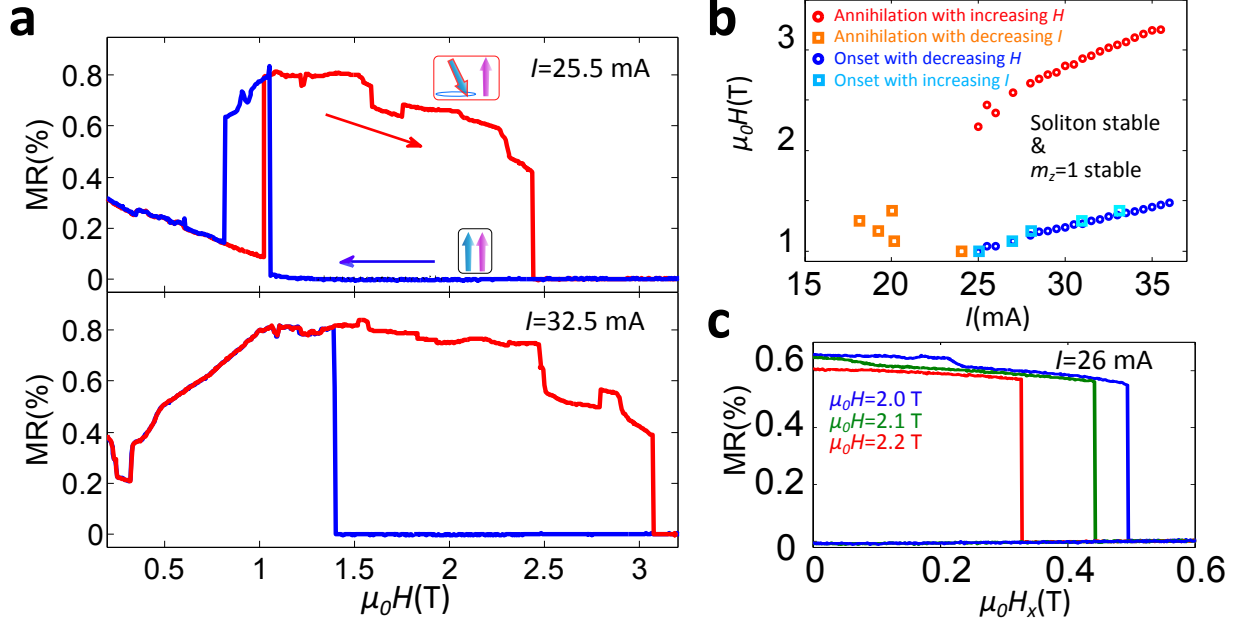 a
I=25.5 mA
MR(%)
0.8
0.6
0.4
0.2
0
I=32.5 mA
MR(%)
0.8
0.6
0.4
0.2
0
0.5 1 1.5 2 2.5 3
μ₀H(T)
b
Annihilation with increasing H
Annihilation with decreasing I
Onset with decreasing H
Onset with increasing I
μ₀H(T)
3
2
1
Soliton stable
&
m_z=1 stable
15 20 25 30 35
I(mA)
c
I=26 mA
MR(%)
0.6
0.4
0.2
0
μ₀H=2.0 T
μ₀H=2.1 T
μ₀H=2.2 T
0 0.2 0.4 0.6
μ₀Hₓ(T)